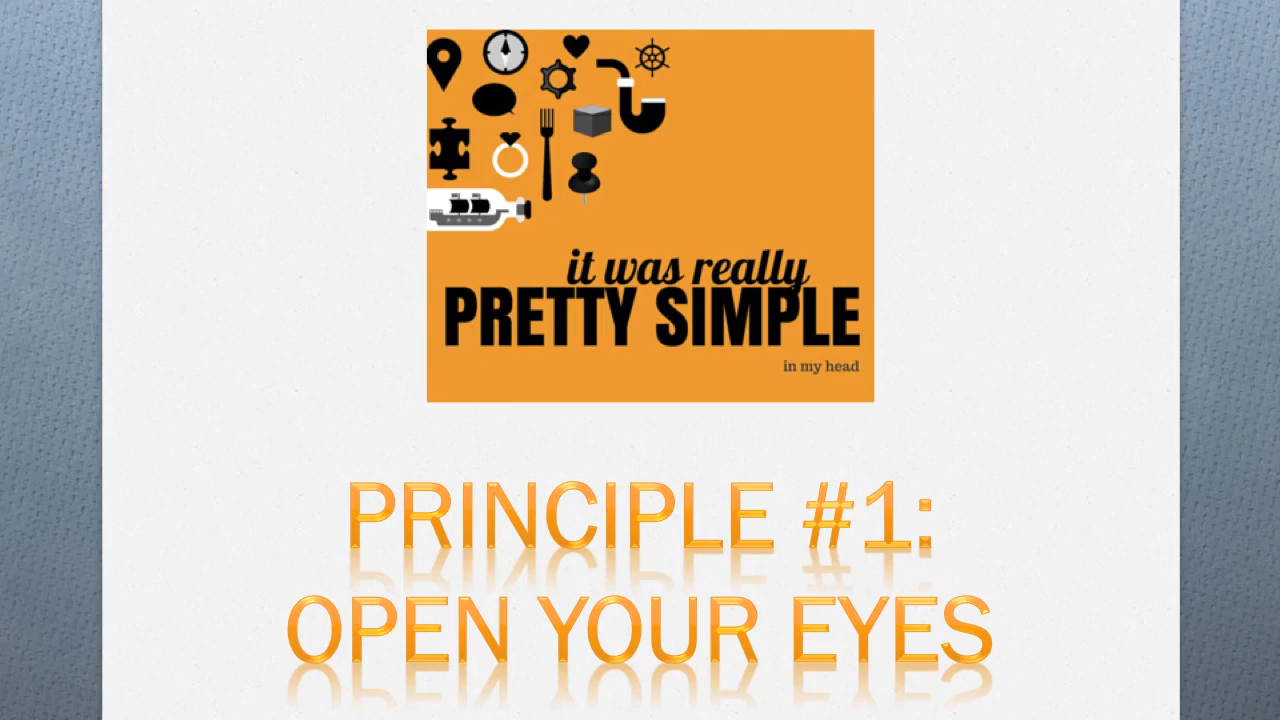 it was really
PRETTY SIMPLE
in my head
PRINCIPLE #1:
OPEN YOUR EYES